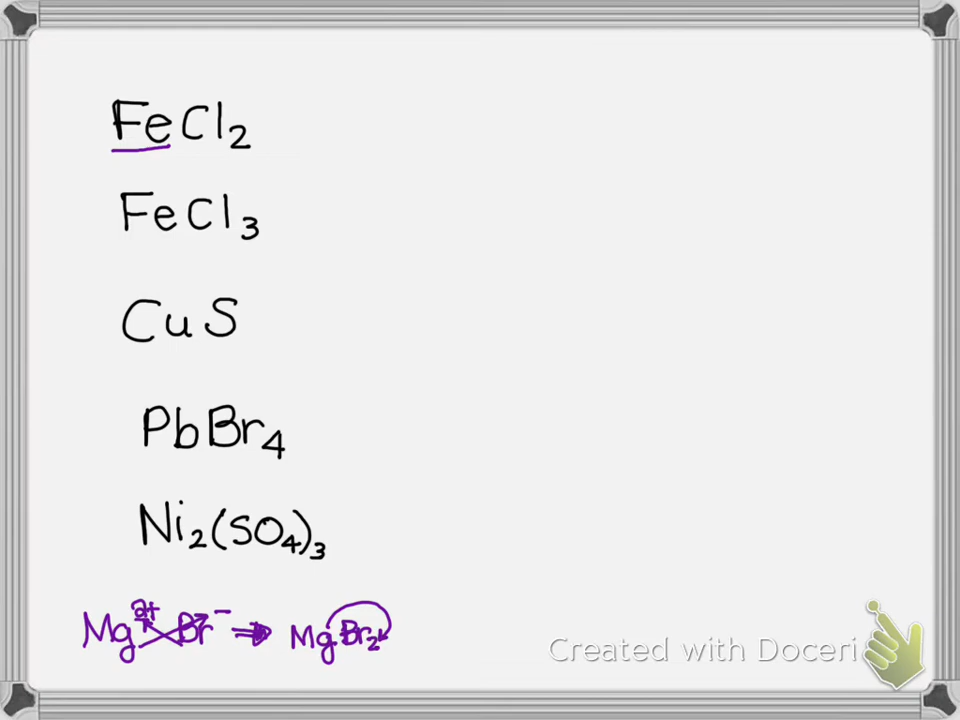 FeCl₂
FeCl₃
CuS
PbBr₄
Ni₂(SO₄)₃
Mg²⁺ Br⁻ ⇒ MgBr₂
Created with Doceri